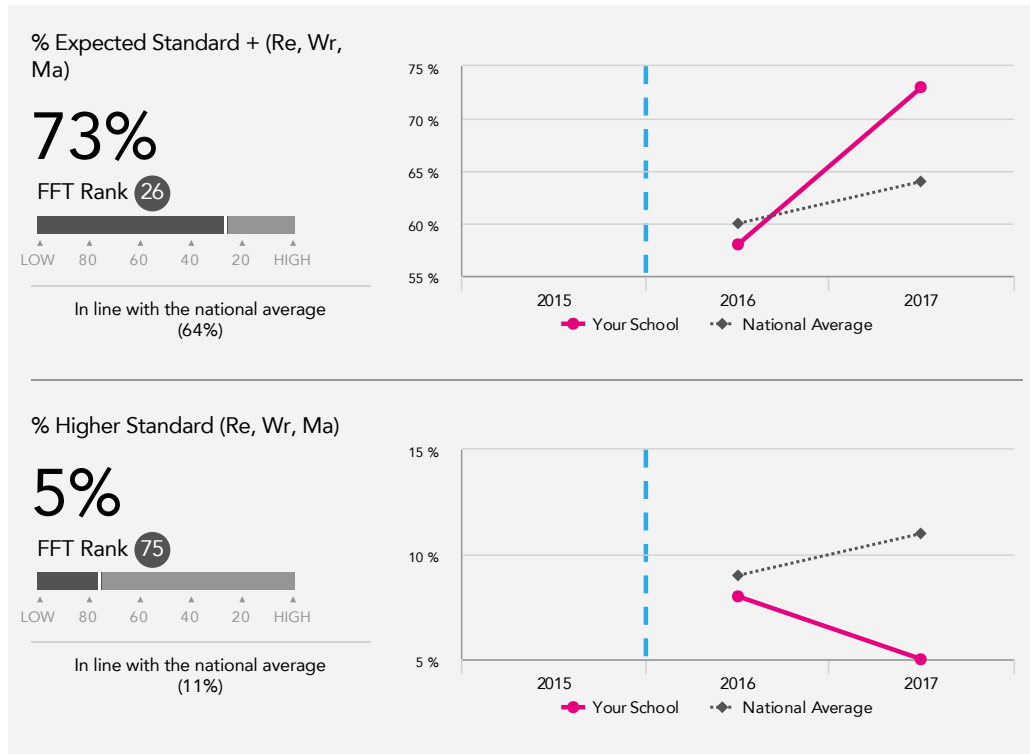 % Expected Standard + (Re, Wr,
Ma)
73%
FFT Rank 26
LOW 80 60 40 20 HIGH
In line with the national average
(64%)
75 %
70 %
65 %
60 %
55 %
2015 2016 2017
Your School National Average
% Higher Standard (Re, Wr, Ma)
5%
FFT Rank 75
LOW 80 60 40 20 HIGH
In line with the national average
(11%)
15 %
10 %
5 %
2015 2016 2017
Your School National Average